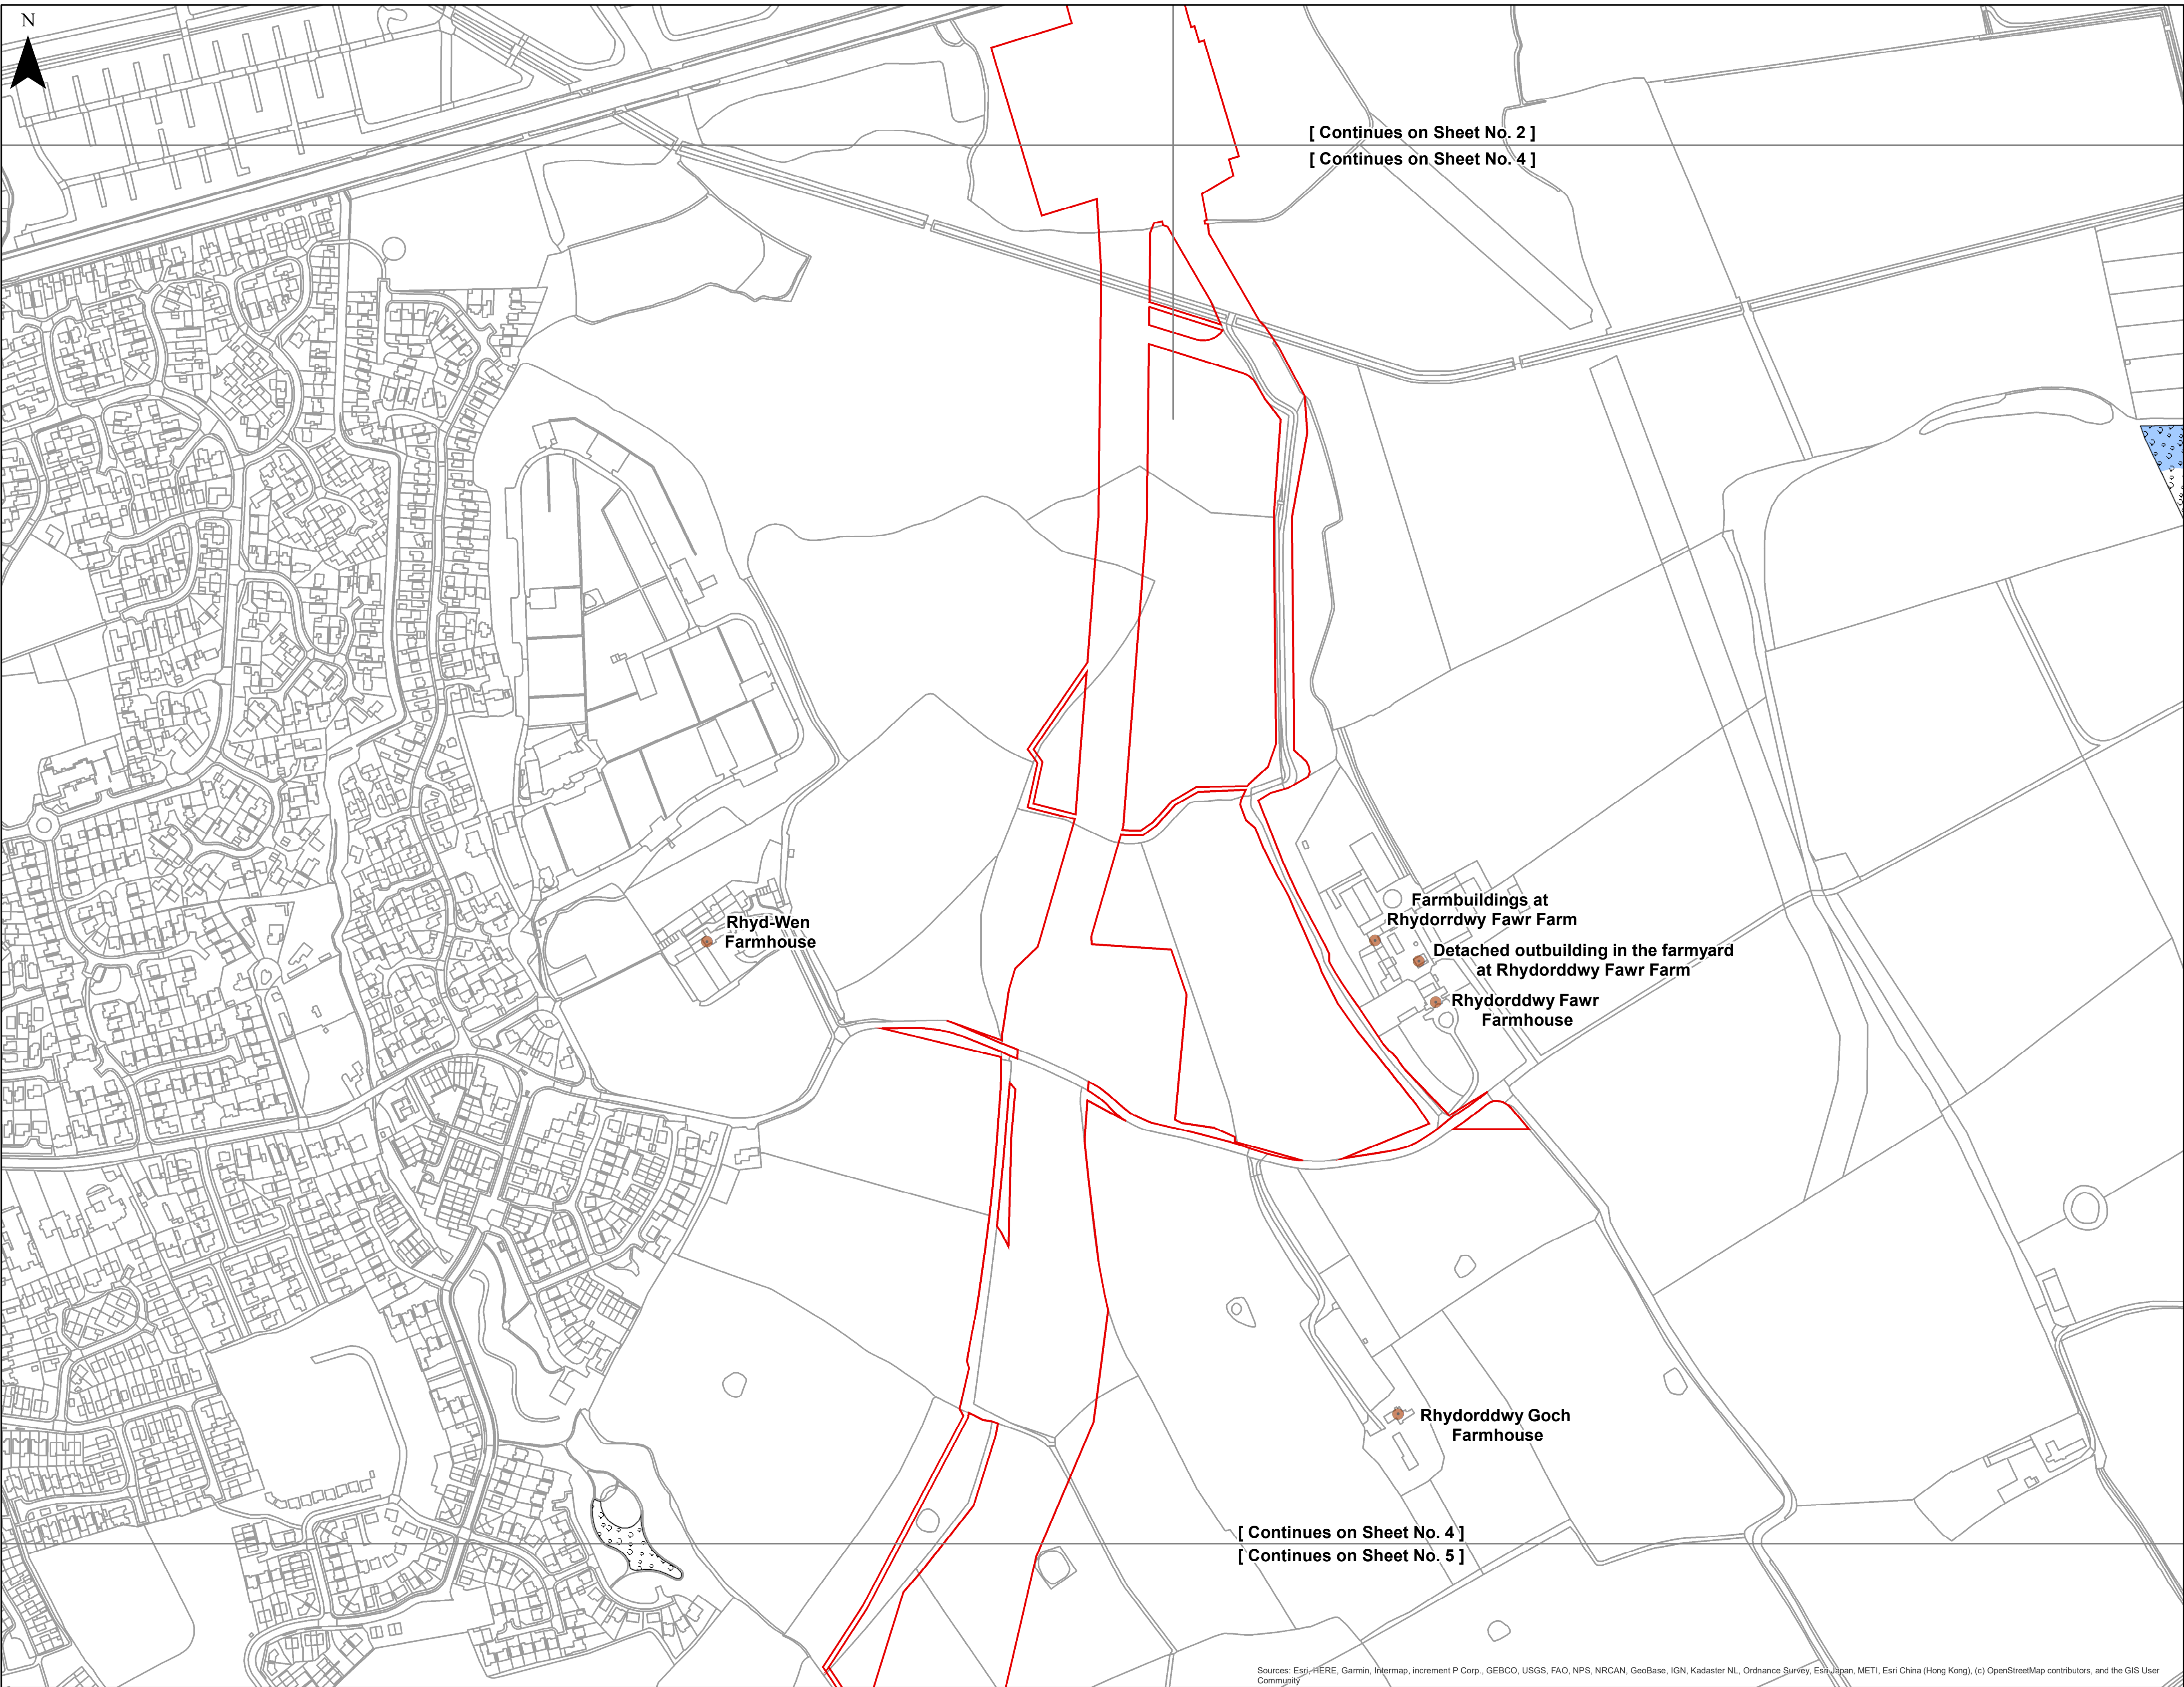 N
[ Continues on Sheet No. 2 ]
[ Continues on Sheet No. 4 ]
Farmbuildings at
Rhydorrdwy Fawr Farm
Rhyd-Wen
Farmhouse
Detached outbuilding in the farmyard
at Rhydorddwy Fawr Farm
Rhydorddwy Fawr
Farmhouse
Rhydorddwy Goch
Farmhouse
[ Continues on Sheet No. 4 ]
[ Continues on Sheet No. 5 ]
Sources: Esri, HERE, Garmin, Intermap, increment P Corp., GEBCO, USGS, FAO, NPS, NRCAN, GeoBase, IGN, Kadaster NL, Ordnance Survey, Esri Japan, METI, Esri China (Hong Kong), (c) OpenStreetMap contributors, and the GIS User
Community